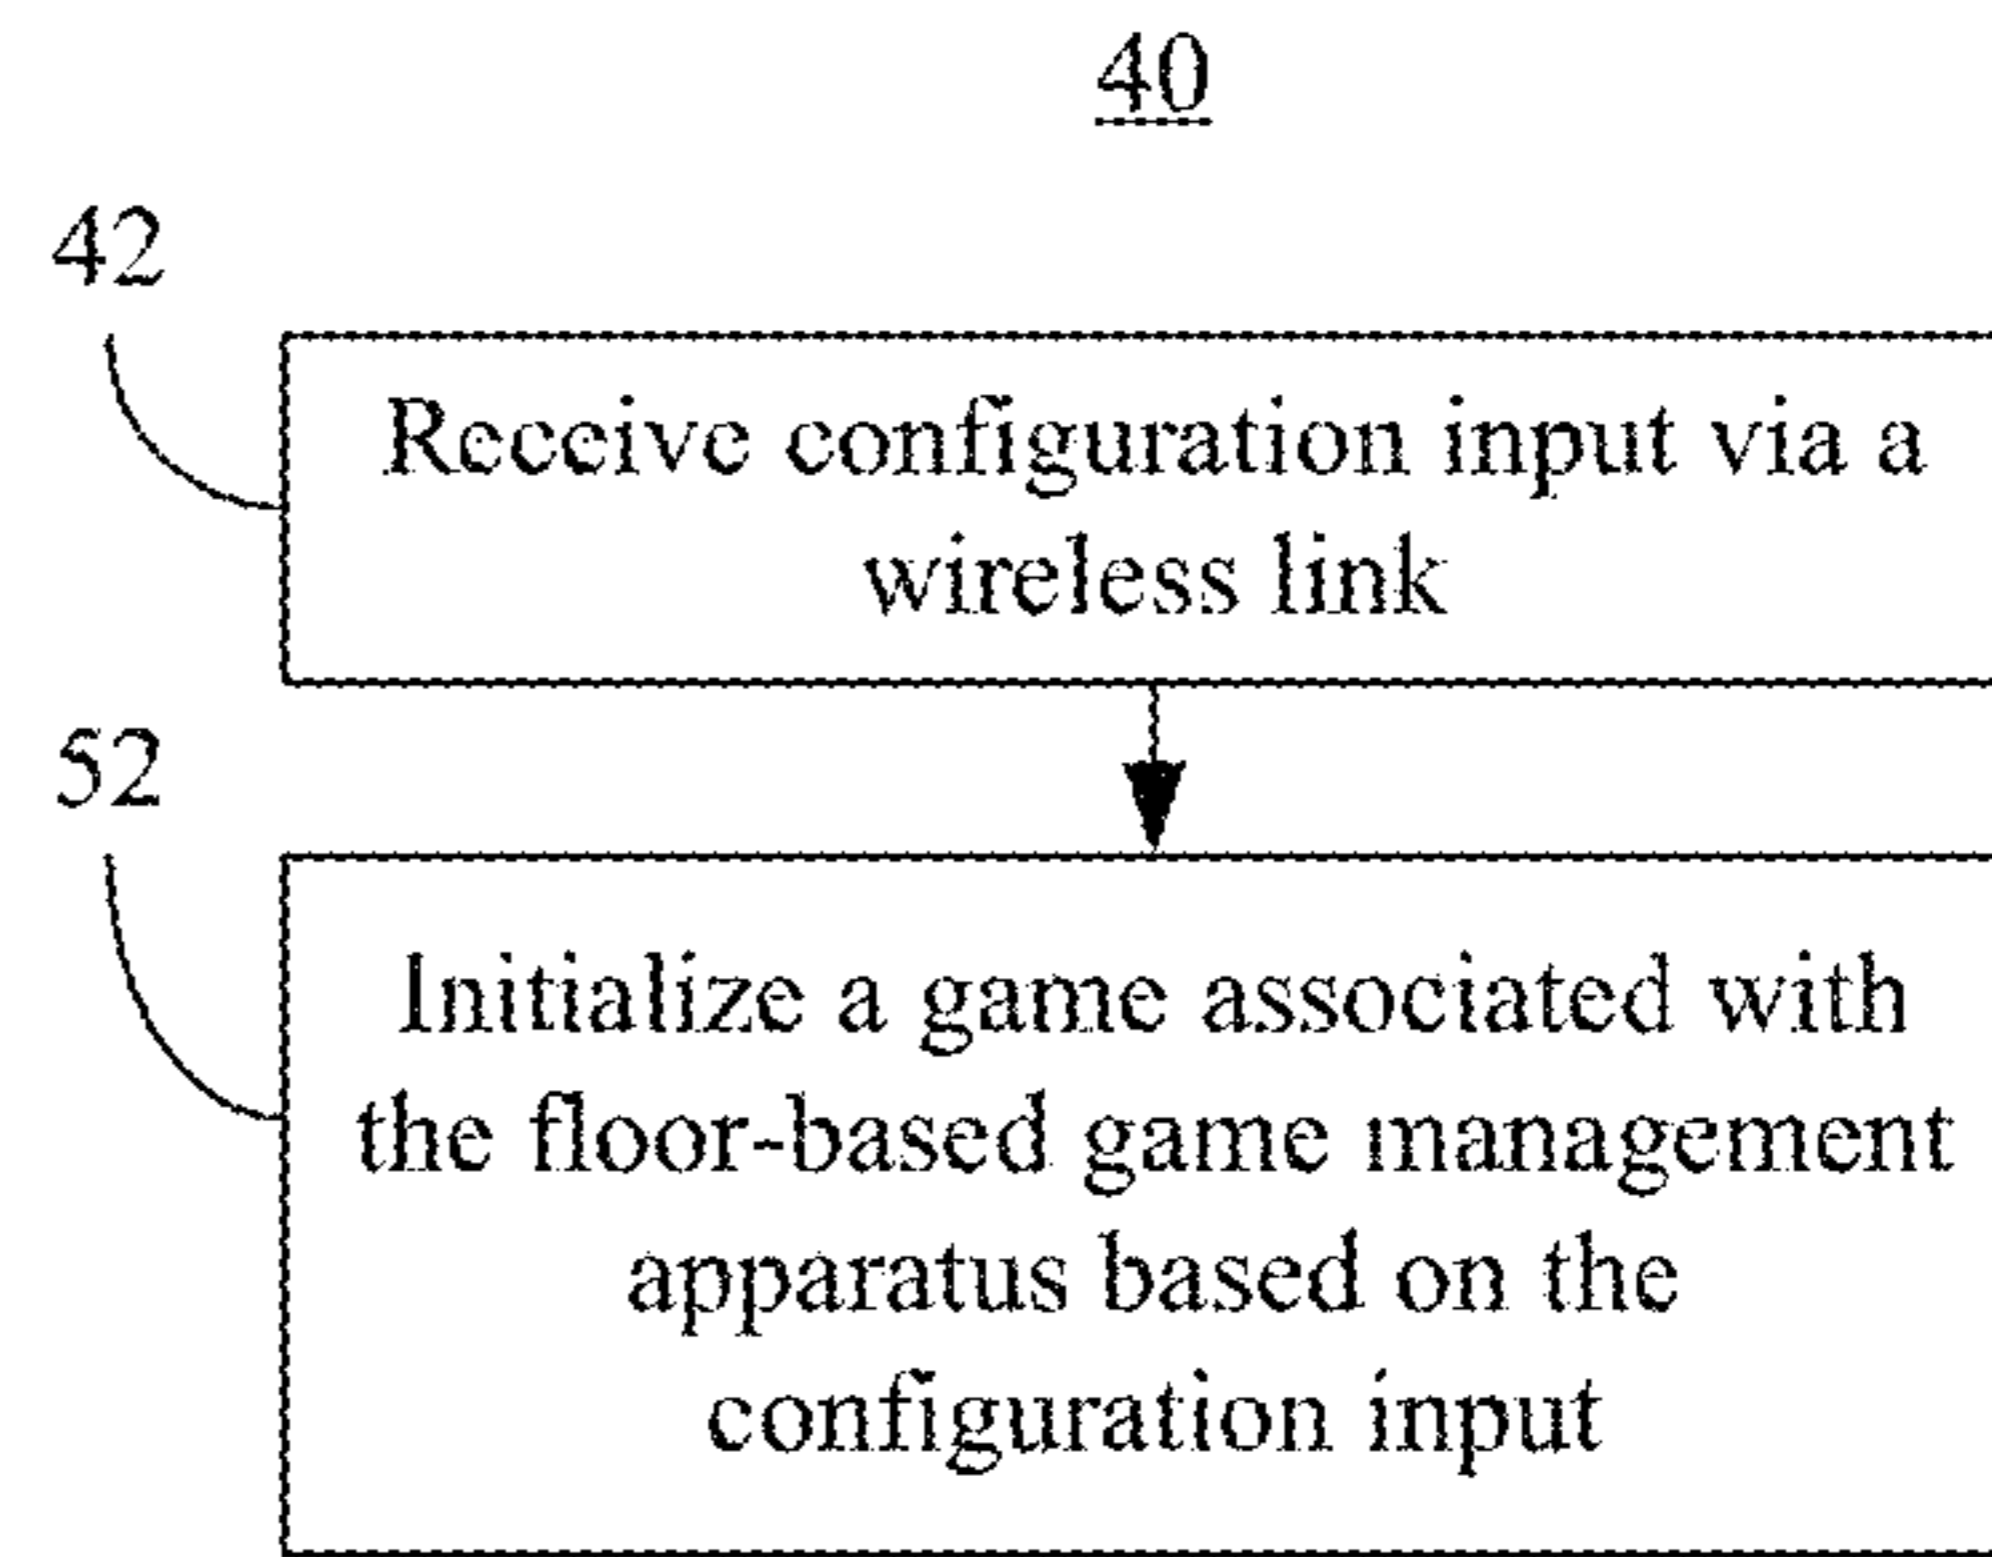 40
42
Receive configuration input via a
wireless link
52
Initialize a game associated with
the floor-based game management
apparatus based on the
configuration input